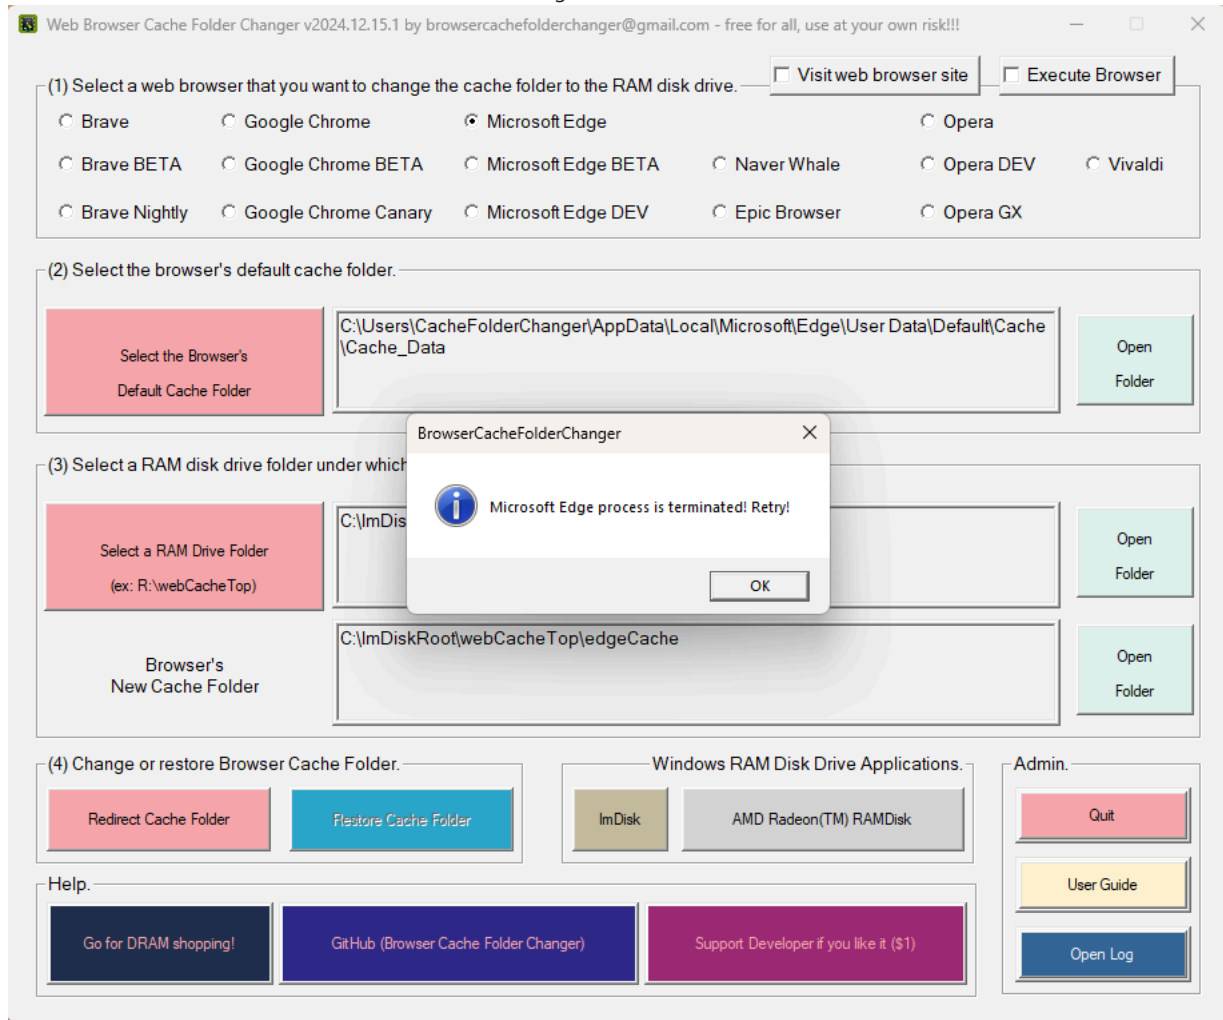 Web Browser Cache Folder Changer v2024.12.15.1 by browsercachefolderchanger@gmail.com - free for all, use at your own risk!!!
(1) Select a web browser that you want to change the cache folder to the RAM disk drive.
Visit web browser site
Execute Browser
Brave
Google Chrome
Microsoft Edge
Opera
Brave BETA
Google Chrome BETA
Microsoft Edge BETA
Naver Whale
Opera DEV
Vivaldi
Brave Nightly
Google Chrome Canary
Microsoft Edge DEV
Epic Browser
Opera GX
(2) Select the browser's default cache folder.
Select the Browser's
Default Cache Folder
C:\Users\CacheFolderChanger\AppData\Local\Microsoft\Edge\User Data\Default\Cache
\Cache_Data
Open
Folder
BrowserCacheFolderChanger
Microsoft Edge process is terminated! Retry!
OK
(3) Select a RAM disk drive folder under which
Select a RAM Drive Folder
(ex: R:\webCacheTop)
C:\ImDis
Open
Folder
Browser's
New Cache Folder
C:\ImDiskRoot\webCacheTop\edgeCache
Open
Folder
(4) Change or restore Browser Cache Folder.
Redirect Cache Folder
Restore Cache Folder
Windows RAM Disk Drive Applications.
ImDisk
AMD Radeon(TM) RAMDisk
Admin.
Quit
User Guide
Open Log
Help.
Go for DRAM shopping!
GitHub (Browser Cache Folder Changer)
Support Developer if you like it ($1)